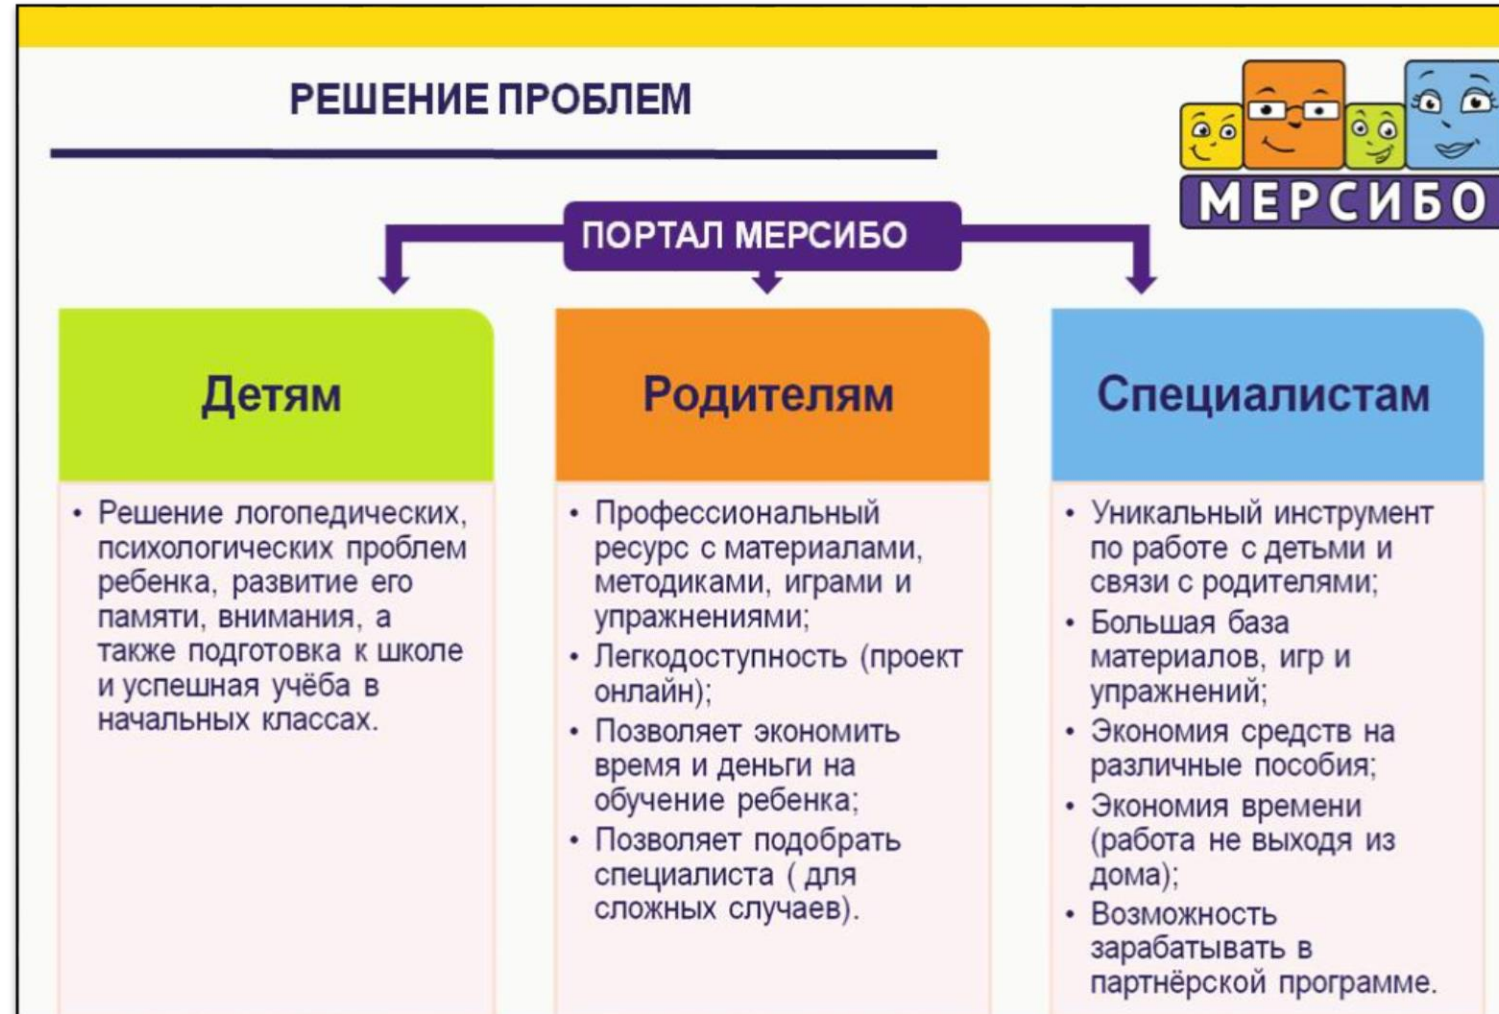 РЕШЕНИЕ ПРОБЛЕМ
МЕРСИБО
ПОРТАЛ МЕРСИБО
Детям
• Решение логопедических,
психологических проблем
ребенка, развитие его
памяти, внимания, а
также подготовка к школе
и успешная учёба в
начальных классах.
Родителям
• Профессиональный
ресурс с материалами,
методиками, играми и
упражнениями;
• Легкодоступность (проект
онлайн);
• Позволяет экономить
время и деньги на
обучение ребенка;
• Позволяет подобрать
специалиста ( для
сложных случаев).
Специалистам
• Уникальный инструмент
по работе с детьми и
связи с родителями;
• Большая база
материалов, игр и
упражнений;
• Экономия средств на
различные пособия;
• Экономия времени
(работа не выходя из
дома);
• Возможность
зарабатывать в
партнёрской программе.